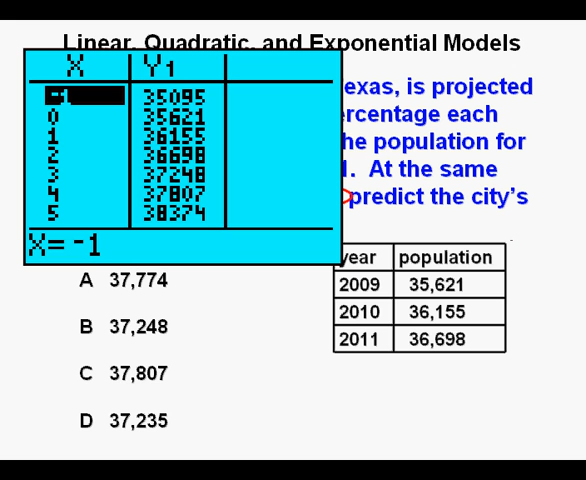 Linear, Quadratic, and Exponential Models
X Y1
-1 35095
0 35621
1 36155
2 36698
3 37248
4 37807
5 38374
X= -1
exas, is projected
ercentage each
he population for
At the same
predict the city's
A 37,774
B 37,248
C 37,807
D 37,235
year population
2009 35,621
2010 36,155
2011 36,698